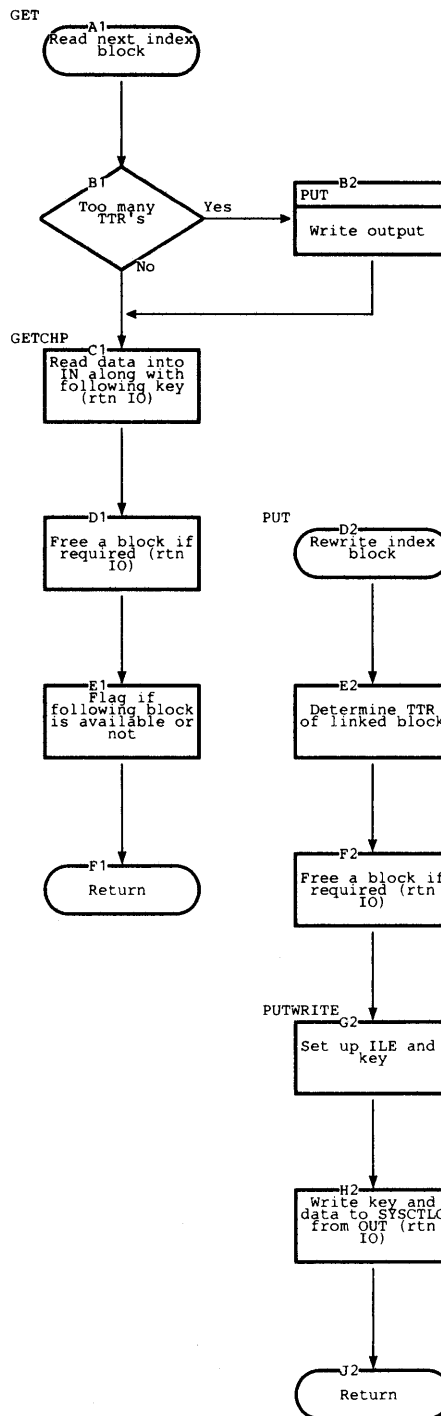 GET
A1
Read next index
block
B1
Too many
TTR's
Yes
No
B2
PUT
Write output
GETCHP
C1
Read data into
IN along with
following key
(rtn IO)
D1
Free a block if
required (rtn
IO)
E1
Flag if
following block
is available or
not
F1
Return
PUT
D2
Rewrite index
block
E2
Determine TTR
of linked block
F2
Free a block if
required (rtn
IO)
PUTWRITE
G2
Set up ILE and
key
H2
Write key and
data to SYSCTLG
from OUT (rtn
IO)
J2
Return